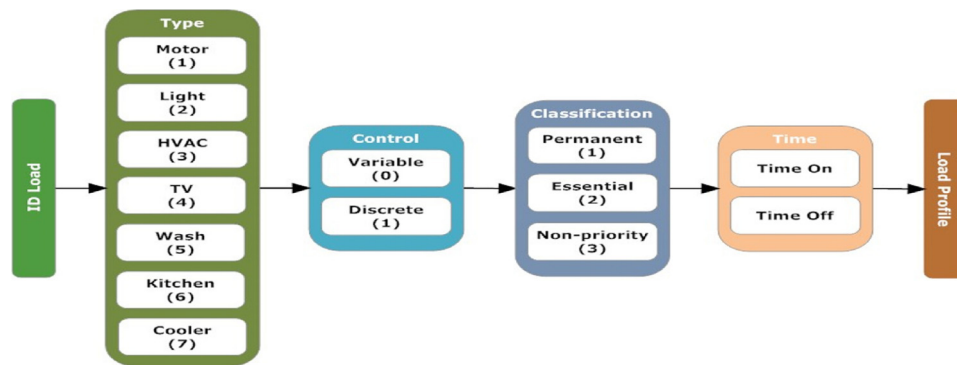 ID Load
Type
Motor
(1)
Light
(2)
HVAC
(3)
TV
(4)
Wash
(5)
Kitchen
(6)
Cooler
(7)
Control
Variable
(0)
Discrete
(1)
Classification
Permanent
(1)
Essential
(2)
Non-priority
(3)
Time
Time On
Time Off
Load Profile